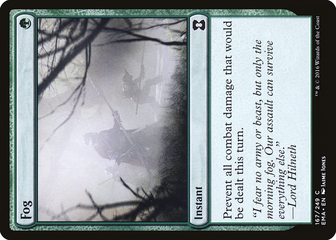 Fog
Instant
Prevent all combat damage that would
be dealt this turn.
"I fear no army or beast, but only the
morning fog. Our assault can survive
everything else."
—Lord Hilneth
167/249 C
EMA • EN JAIME JONES
™ & © 2016 Wizards of the Coast